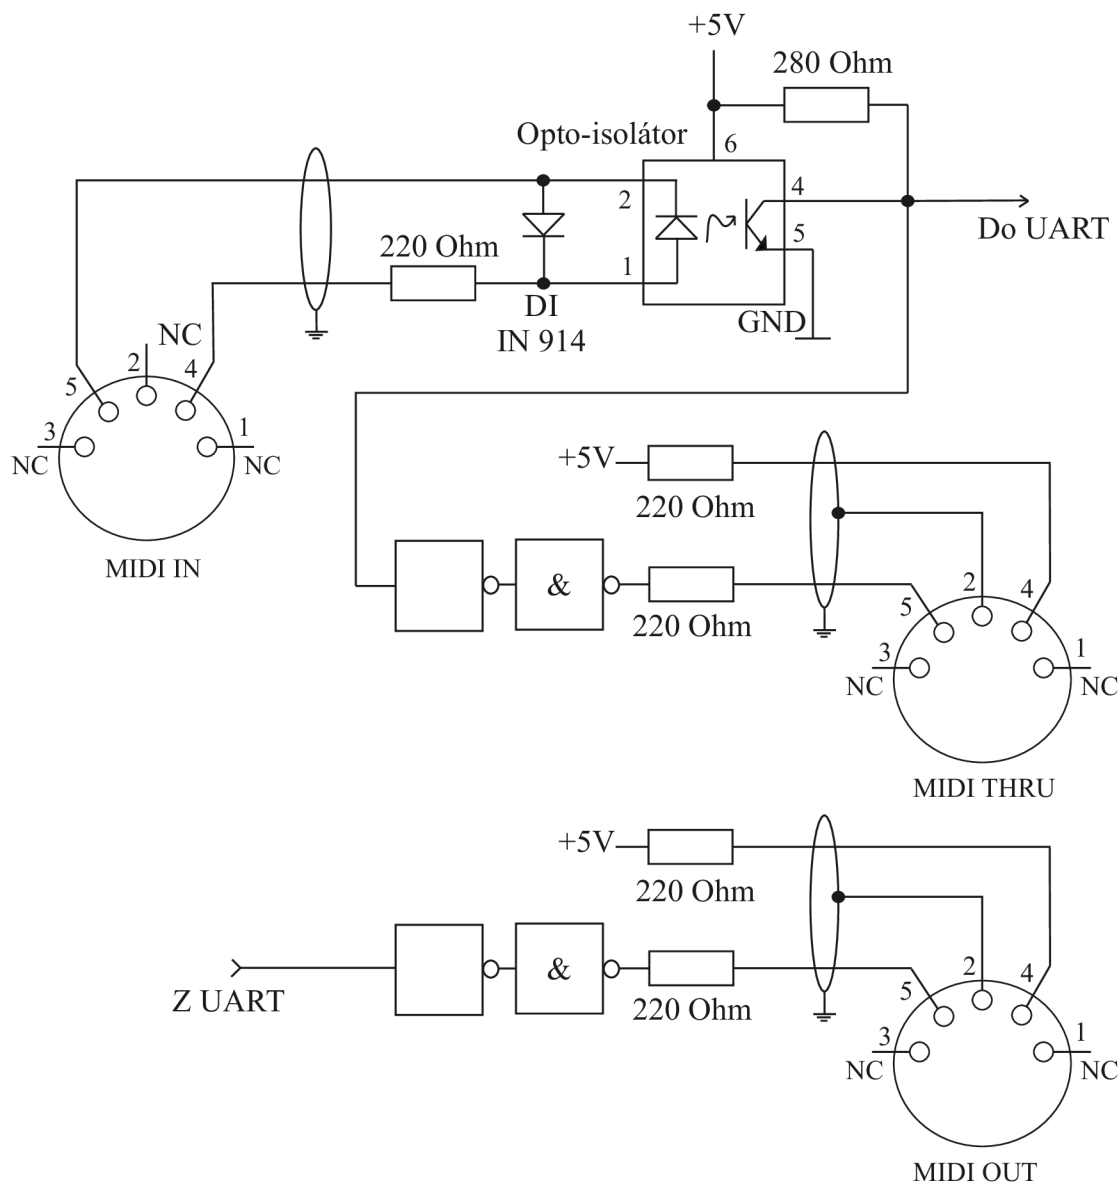 +5V
280 Ohm
Opto-isolátor
6
2
4
5
1
220 Ohm
Do UART
GND
DI
IN 914
NC
5
2
4
3
1
NC
NC
MIDI IN
+5V
220 Ohm
&
220 Ohm
5
2
4
3
1
NC
NC
MIDI THRU
+5V
220 Ohm
Z UART
&
220 Ohm
5
2
4
3
1
NC
NC
MIDI OUT